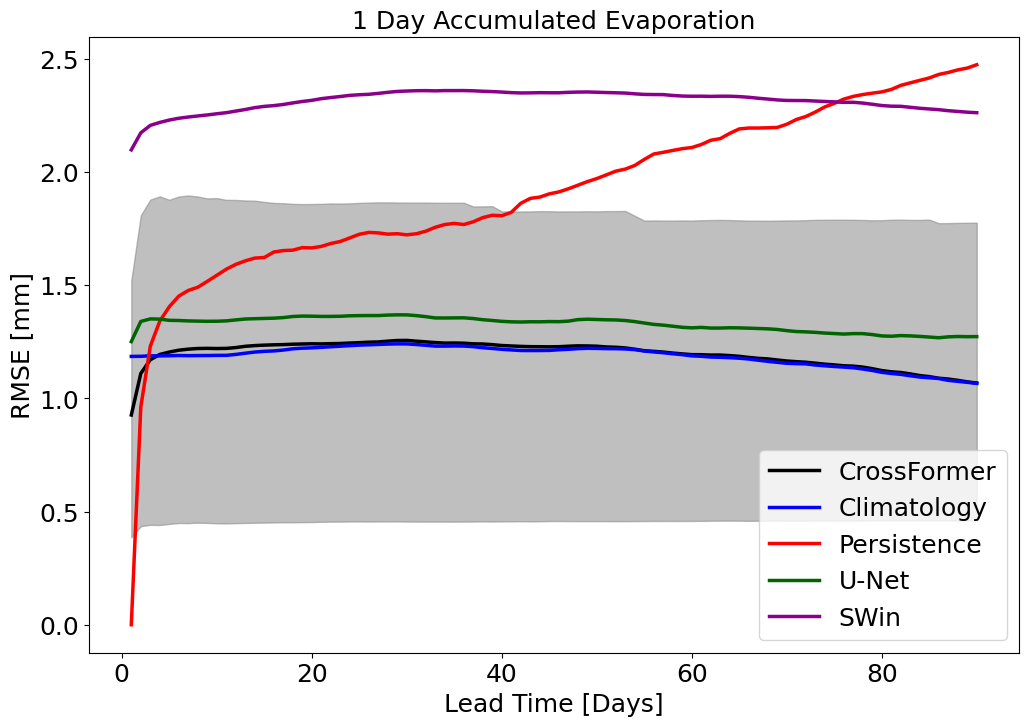 1 Day Accumulated Evaporation
RMSE [mm]
2.5
2.0
1.5
1.0
0.5
0.0
0
20
40
60
80
Lead Time [Days]
CrossFormer
Climatology
Persistence
U-Net
SWin